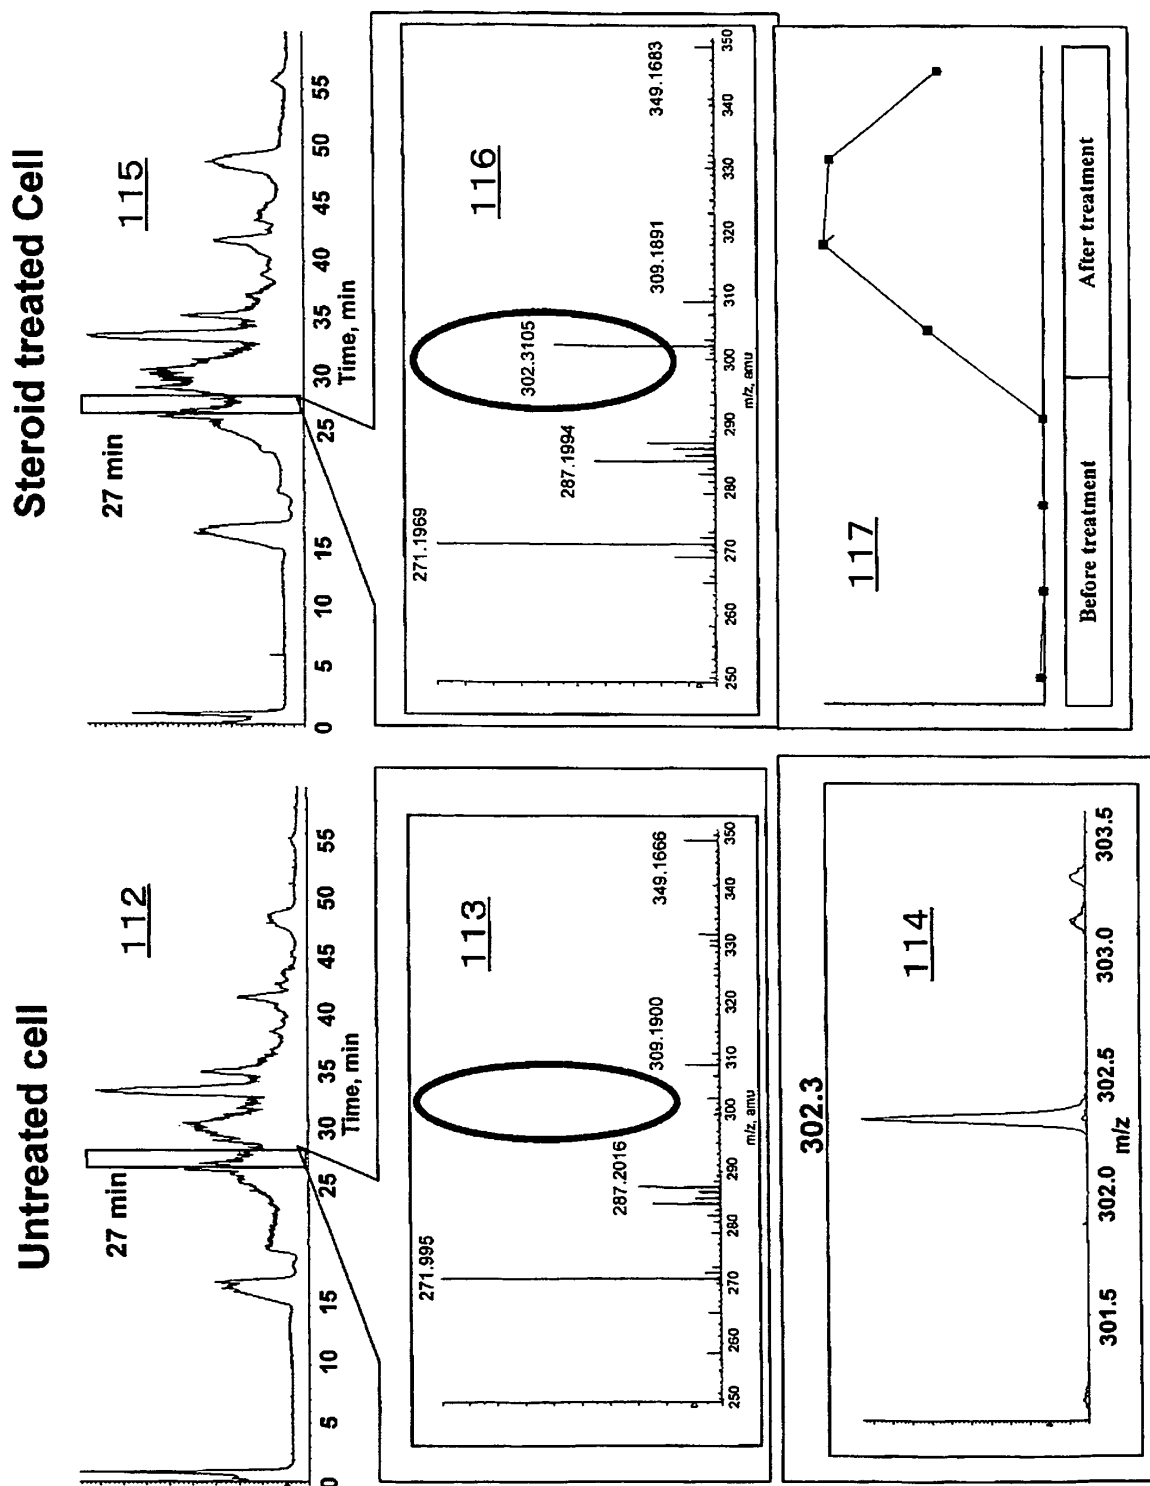 Untreated cell
27 min
112
0 5 10 15 25 30 35 40 45 50 55
Time, min
271.995
287.2016
309.1900
349.1666
113
250 260 270 280 290 300 310 320 330 340 350
m/z, amu
302.3
114
301.5 302.0 302.5 303.0 303.5
m/z
Steroid treated Cell
27 min
115
0 5 10 15 25 30 35 40 45 50 55
Time, min
271.1969
287.1994
302.3105
309.1891
349.1683
116
250 260 270 280 290 300 310 320 330 340 350
m/z, amu
117
Before treatment
After treatment